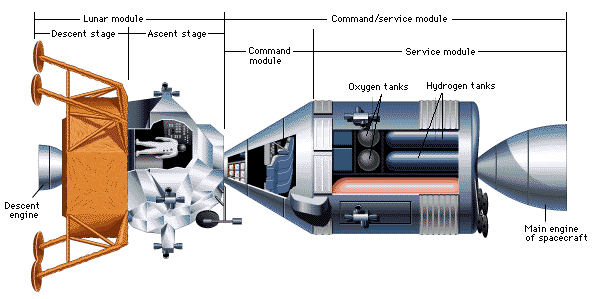 Lunar module
Command/service module
Descent stage
Ascent stage
Command
module
Service module
Oxygen tanks
Hydrogen tanks
Descent
engine
Main engine
of spacecraft